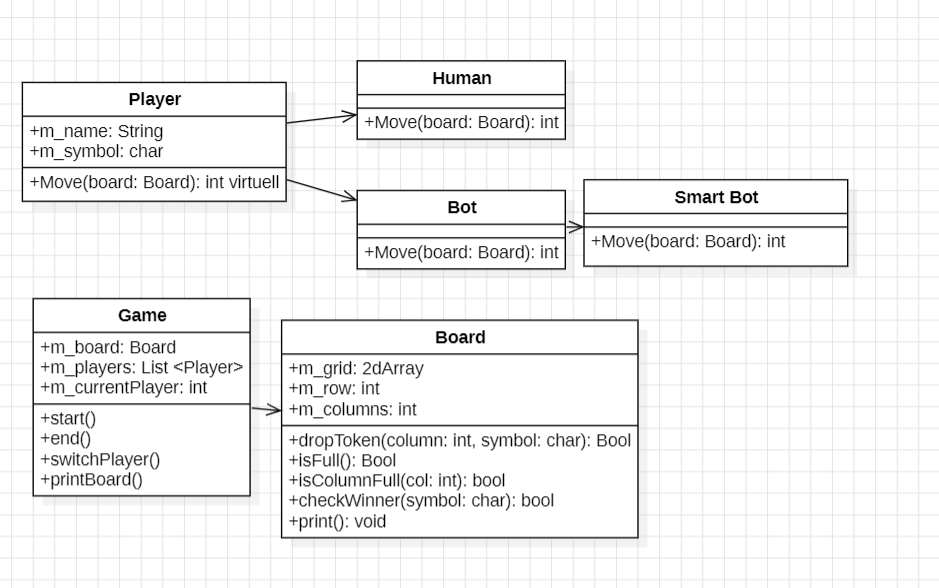 Player
+m_name: String
+m_symbol: char
+Move(board: Board): int virtuell
Human
+Move(board: Board): int
Bot
+Move(board: Board): int
Smart Bot
+Move(board: Board): int
Game
+m_board: Board
+m_players: List <Player>
+m_currentPlayer: int
+start()
+end()
+switchPlayer()
+printBoard()
Board
+m_grid: 2dArray
+m_row: int
+m_columns: int
+dropToken(column: int, symbol: char): Bool
+isFull(): Bool
+isColumnFull(col: int): bool
+checkWinner(symbol: char): bool
+print(): void